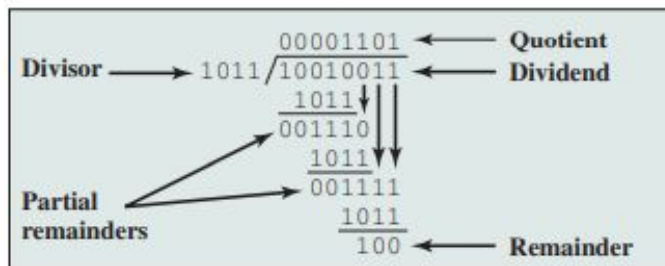 00001101 Quotient
Divisor 1011 10010011 Dividend
1011
001110
1011
001111
Partial
remainders
1011
100 Remainder